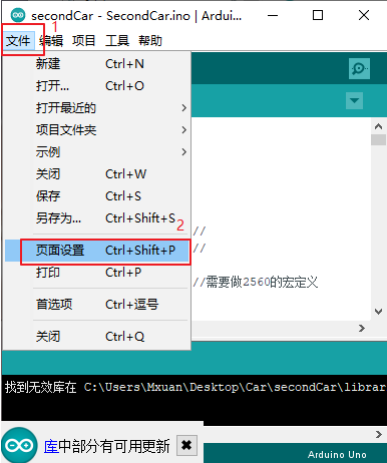 secondCar - SecondCar.ino | Ardui...
1
文件 编辑 项目 工具 帮助
新建 Ctrl+N
打开... Ctrl+O
打开最近的
项目文件夹
示例
关闭 Ctrl+W
保存 Ctrl+S
另存为... Ctrl+Shift+S
2
//
页面设置 Ctrl+Shift+P
//
打印 Ctrl+P
//需要做2560的宏定义
首选项 Ctrl+逗号
关闭 Ctrl+Q
找到无效库在 C:\Users\Mxuan\Desktop\Car\secondCar\librar
库中部分有可用更新
Arduino Uno